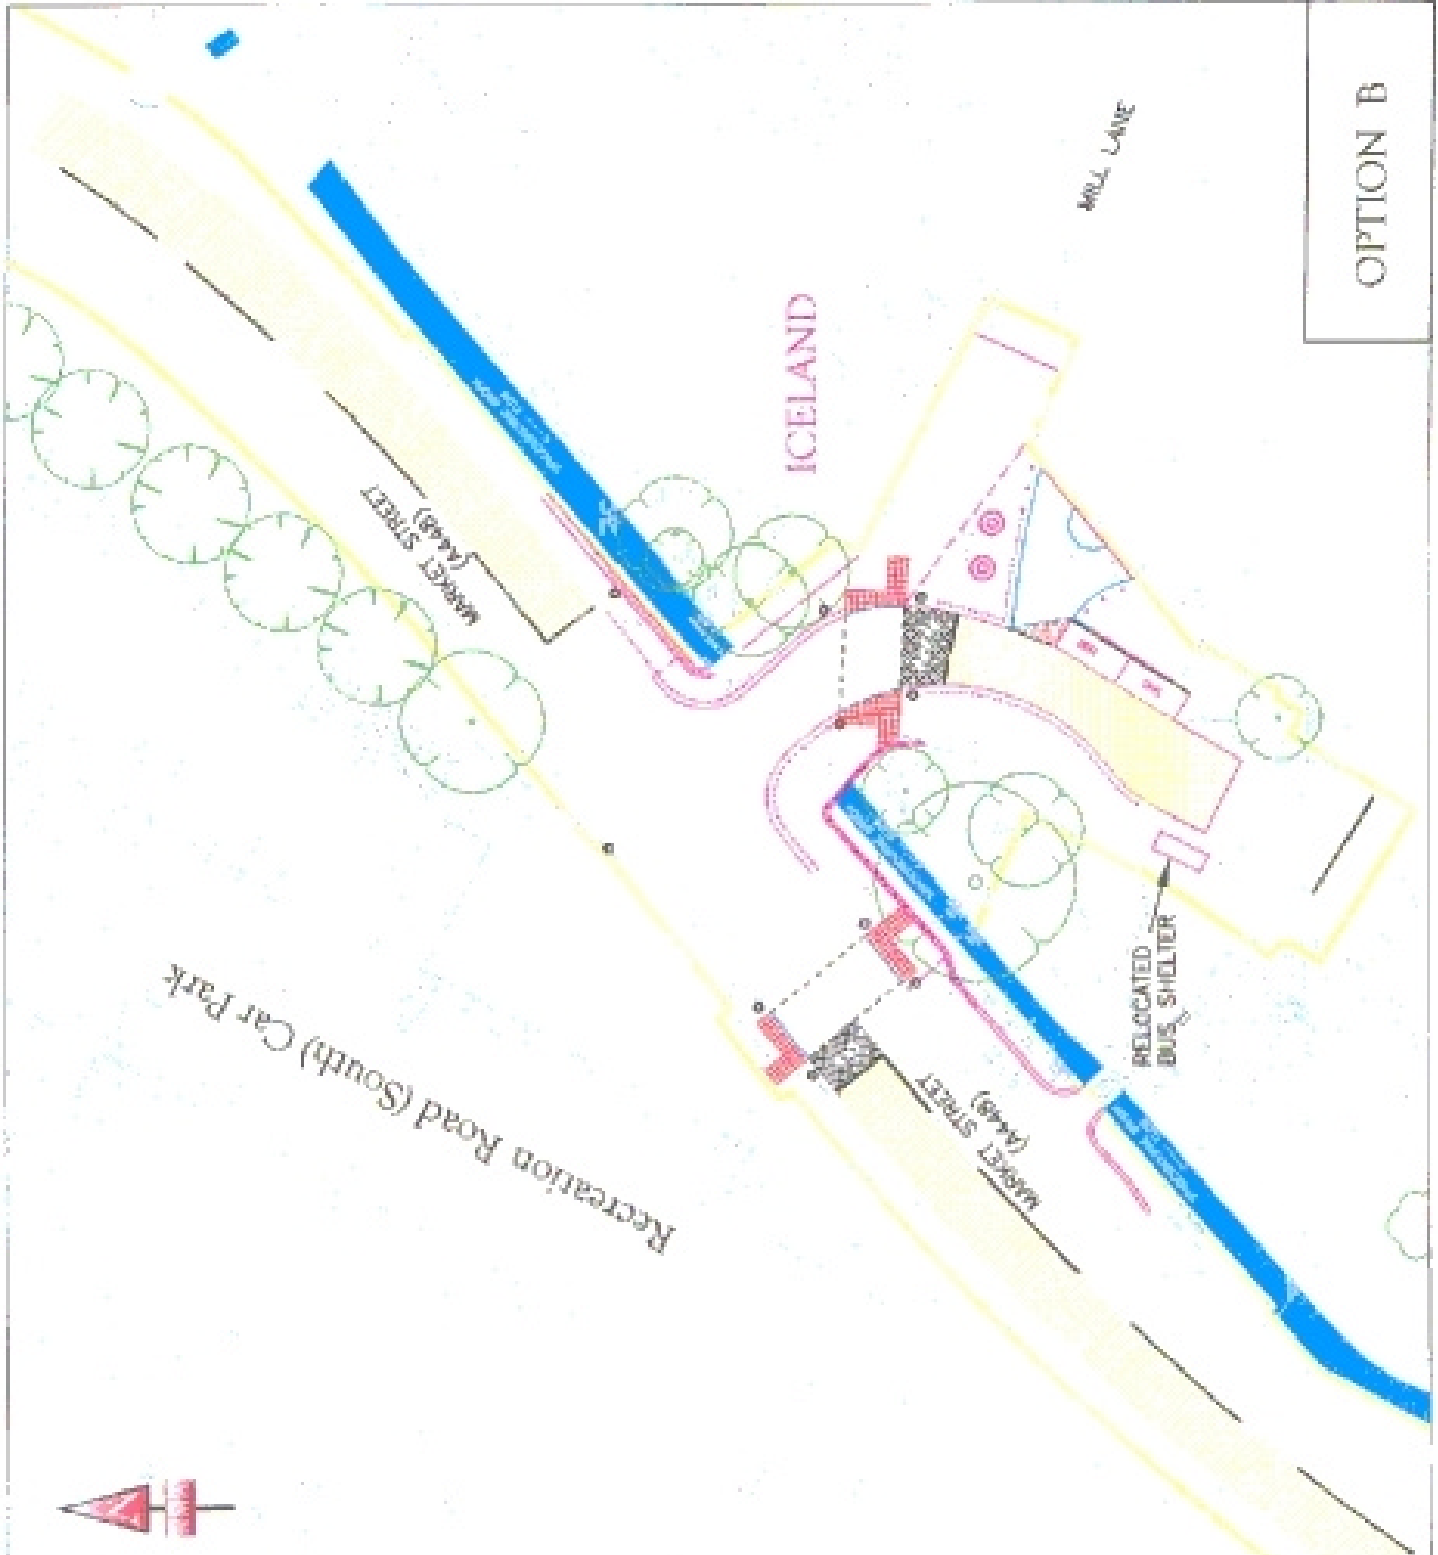 OPTION B
MILL LANE
ICELAND
MARKET STREET
(A448)
RELOCATED
BUS SHELTER
MARKET STREET
(A448)
Recreation Road (South) Car Park